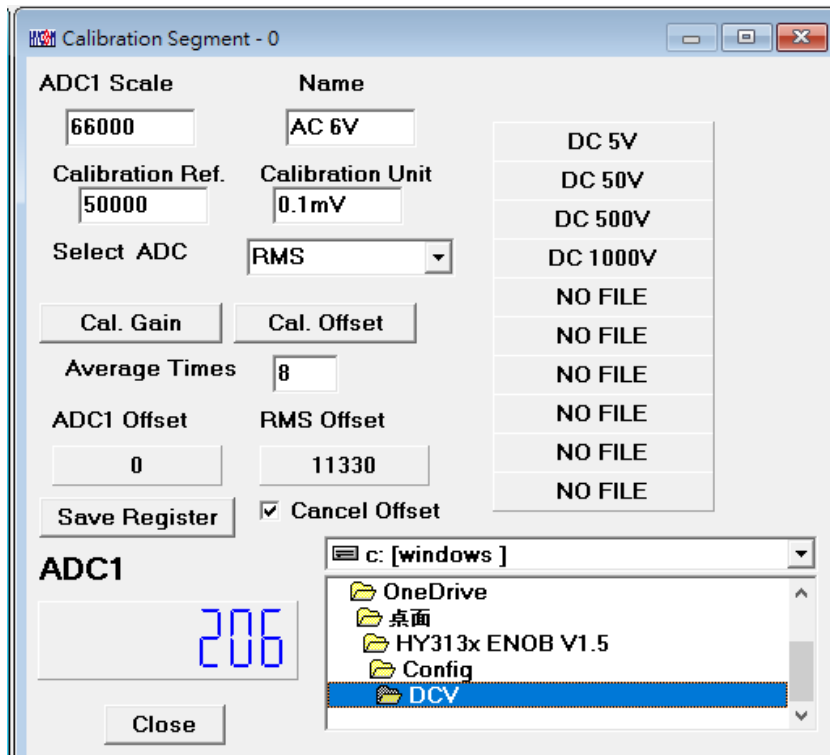 HYCON Calibration Segment - 0
ADC1 Scale Name
66000 AC 6V
Calibration Ref. Calibration Unit
50000 0.1mV
Select ADC RMS
Cal. Gain Cal. Offset
Average Times 8
ADC1 Offset RMS Offset
0 11330
Save Register Cancel Offset
ADC1
206
Close
DC 5V
DC 50V
DC 500V
DC 1000V
NO FILE
NO FILE
NO FILE
NO FILE
NO FILE
NO FILE
c: [windows ]
OneDrive
桌面
HY313x ENOB V1.5
Config
DCV